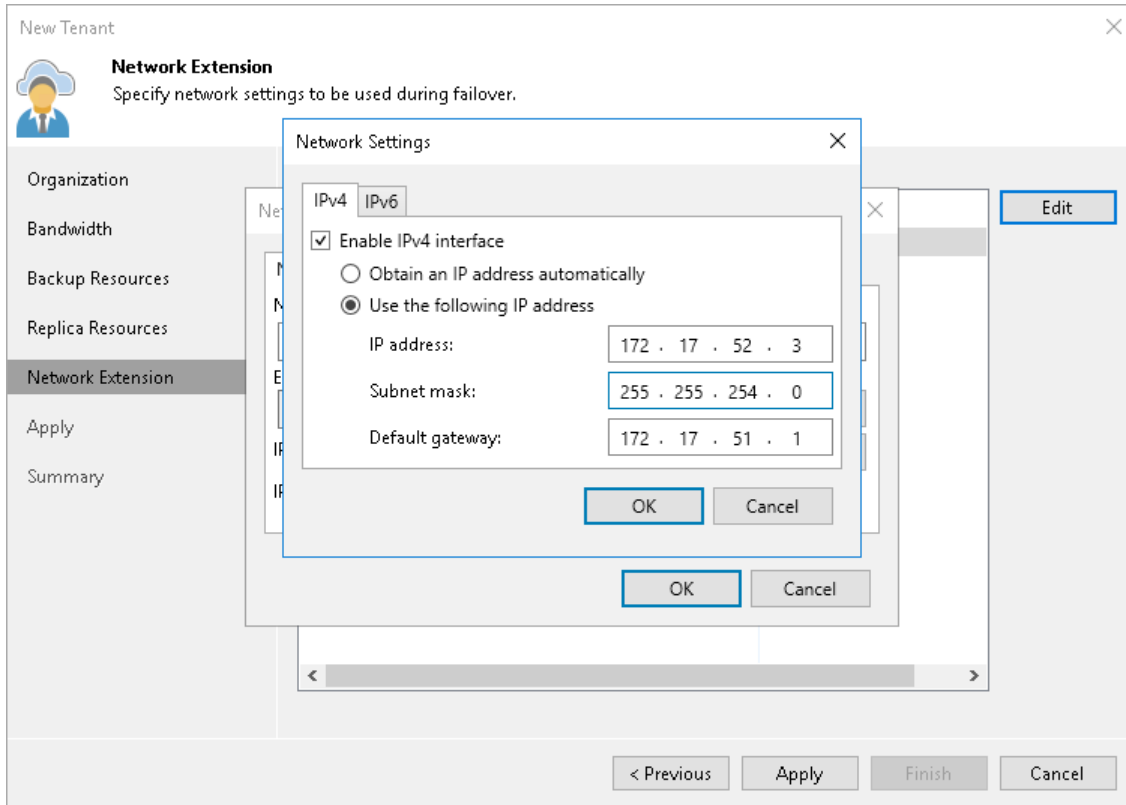 New Tenant
Network Extension
Specify network settings to be used during failover.
Organization
Bandwidth
Backup Resources
Replica Resources
Network Extension
Apply
Summary
Edit
Network Settings
IPv4 IPv6
Enable IPv4 interface
Obtain an IP address automatically
Use the following IP address
IP address: 172 . 17 . 52 . 3
Subnet mask: 255 . 255 . 254 . 0
Default gateway: 172 . 17 . 51 . 1
OK Cancel
OK Cancel
< Previous Apply Finish Cancel